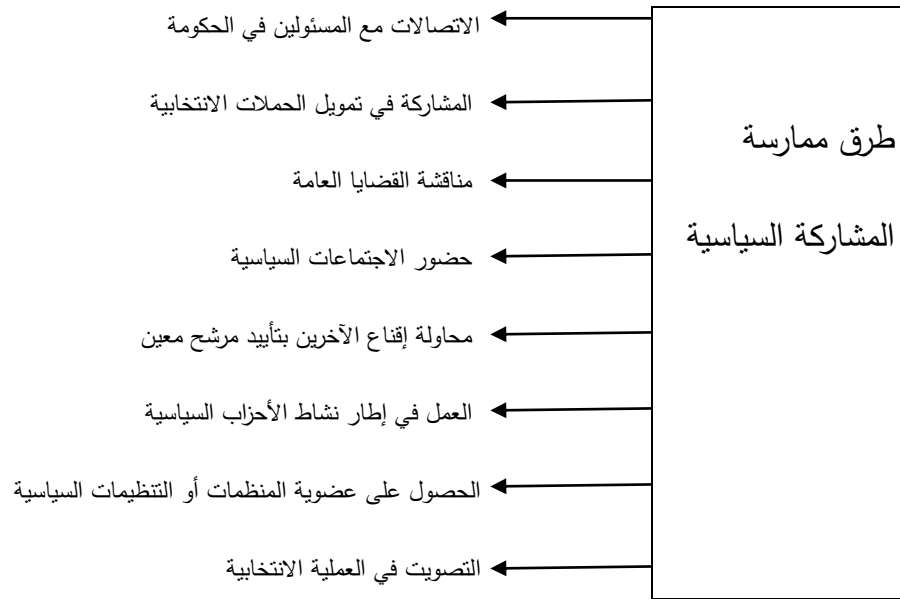 طرق ممارسة
المشاركة السياسية
الاتصالات مع المسئولين في الحكومة
المشاركة في تمويل الحملات الانتخابية
مناقشة القضايا العامة
حضور الاجتماعات السياسية
محاولة إقناع الآخرين بتأييد مرشح معين
العمل في إطار نشاط الأحزاب السياسية
الحصول على عضوية المنظمات أو التنظيمات السياسية
التصويت في العملية الانتخابية